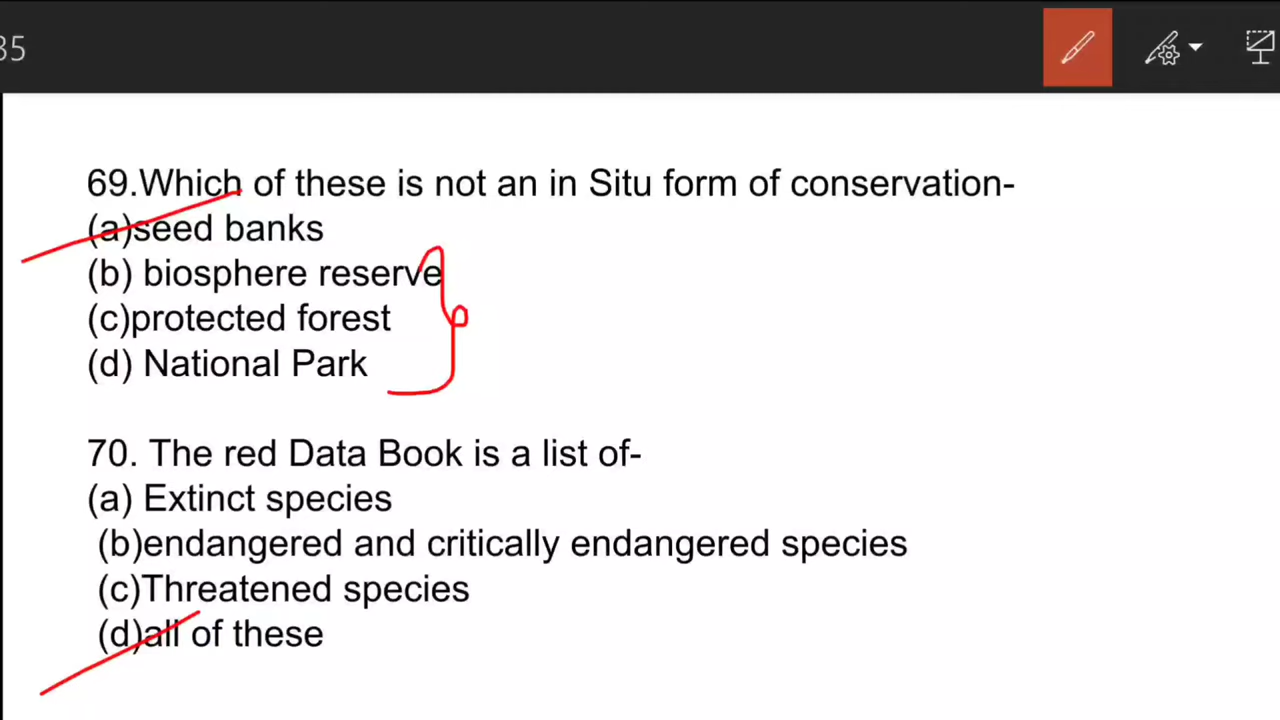 35
69.Which of these is not an in Situ form of conservation-
(a)seed banks
(b) biosphere reserve
(c)protected forest
(d) National Park
70. The red Data Book is a list of-
(a) Extinct species
(b)endangered and critically endangered species
(c)Threatened species
(d)all of these